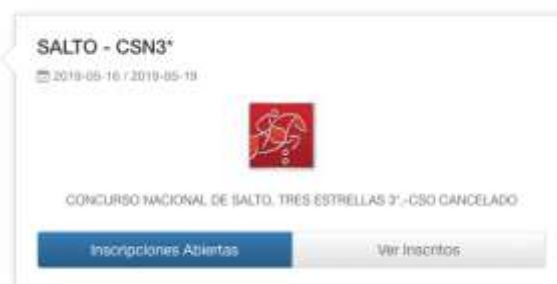 SALTO - CSN3*
2019-05-16 / 2019-05-19
CONCURSO NACIONAL DE SALTO, TRES ESTRELLAS 3*.-CSO CANCELADO
Inscripciones Abiertas
Ver Inscritos